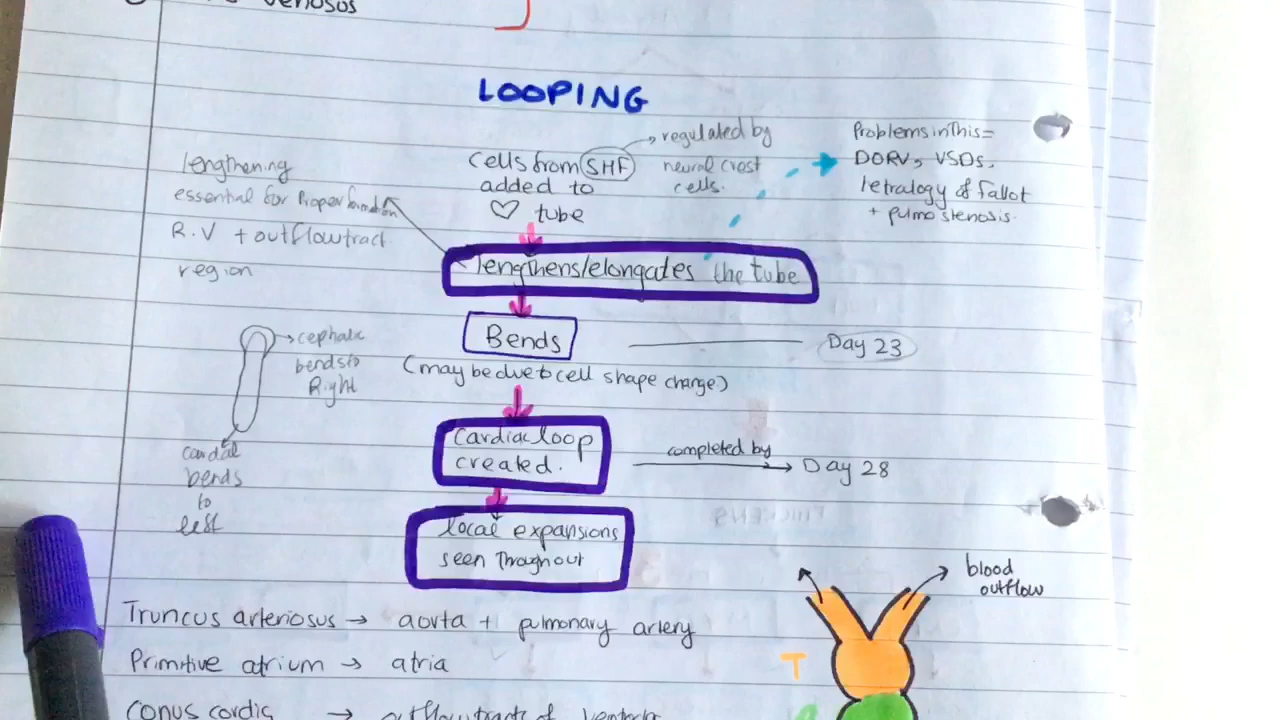 venosus
LOOPING
cells from SHF
added to
♡ tube
regulated by
neural crest
cells.
Problems in this =
DORV, VSDs,
tetralogy of fallot
+ pulmo stenosis.
lengthening
essential for Proper formation
R.V + outflow tract
region
lengthens/elongates the tube
Bends
Day 23
(may be due to cell shape change)
→ cephalic
bends to
Right
caudal
bends
to
left
Cardiac loop
created.
completed by
→ Day 28
local expansions
seen Throughout
blood
outflow
Truncus arteriosus → aorta + pulmonary artery
T
Primitive atrium → atria
Conus cordis → outflow tracts of